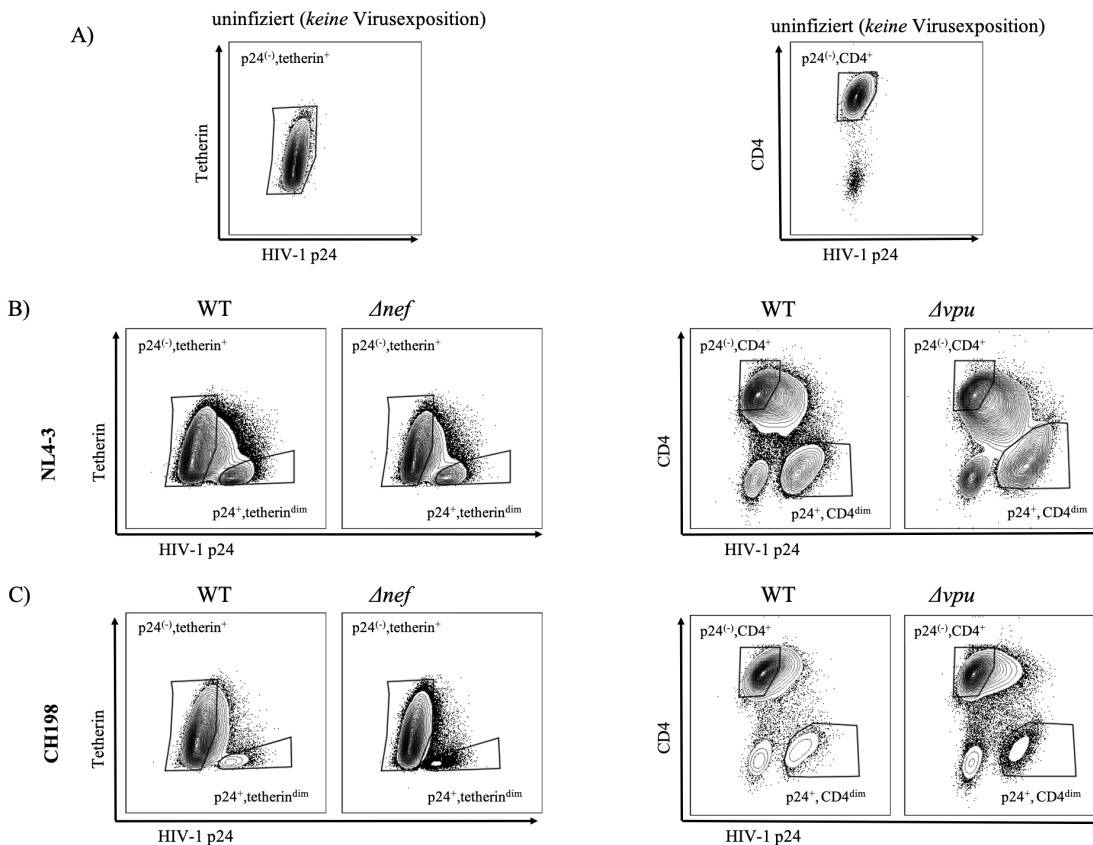 A)
uninfiziert (keine Virusexposition)
p24(-),tetherin+
Tetherin
HIV-1 p24
uninfiziert (keine Virusexposition)
p24(-),CD4+
CD4
HIV-1 p24
B)
NL4-3
WT
Δnef
p24(-),tetherin+
p24(-),tetherin+
Tetherin
p24+,tetherindim
p24+,tetherindim
HIV-1 p24
WT
Δvpu
p24(-),CD4+
p24(-),CD4+
CD4
p24+, CD4dim
p24+, CD4dim
HIV-1 p24
C)
CH198
WT
Δnef
p24(-),tetherin+
p24(-),tetherin+
Tetherin
p24+,tetherindim
p24+,tetherindim
HIV-1 p24
WT
Δvpu
p24(-),CD4+
p24(-),CD4+
CD4
p24+, CD4dim
p24+, CD4dim
HIV-1 p24